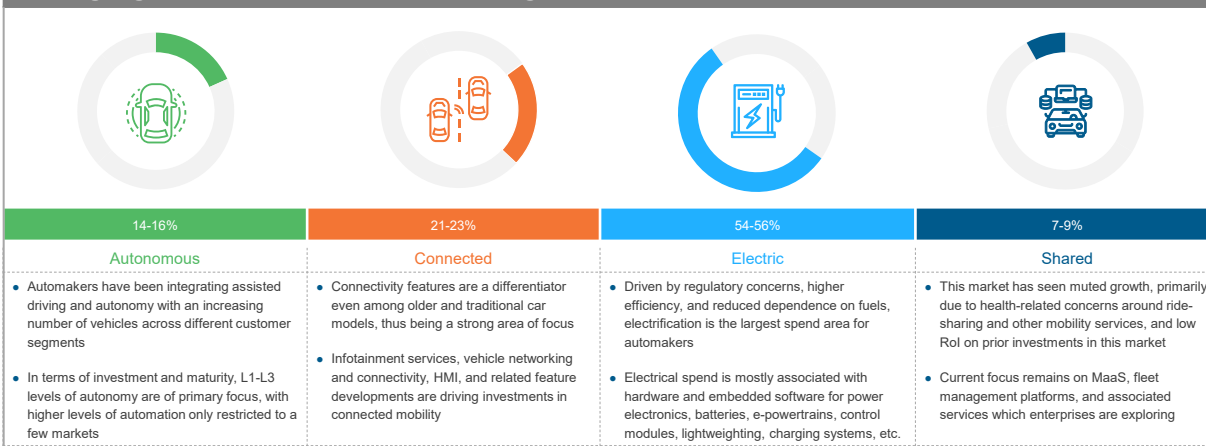 14-16%
21-23%
54-56%
7-9%
Autonomous
Connected
Electric
Shared
● Automakers have been integrating assisted
driving and autonomy with an increasing
number of vehicles across different customer
segments
● In terms of investment and maturity, L1-L3
levels of autonomy are of primary focus, with
higher levels of automation only restricted to a
few markets
● Connectivity features are a differentiator
even among older and traditional car
models, thus being a strong area of focus
● Infotainment services, vehicle networking
and connectivity, HMI, and related feature
developments are driving investments in
connected mobility
● Driven by regulatory concerns, higher
efficiency, and reduced dependence on fuels,
electrification is the largest spend area for
automakers
● Electrical spend is mostly associated with
hardware and embedded software for power
electronics, batteries, e-powertrains, control
modules, lightweighting, charging systems, etc.
● This market has seen muted growth, primarily
due to health-related concerns around ride-
sharing and other mobility services, and low
RoI on prior investments in this market
● Current focus remains on MaaS, fleet
management platforms, and associated
services which enterprises are exploring